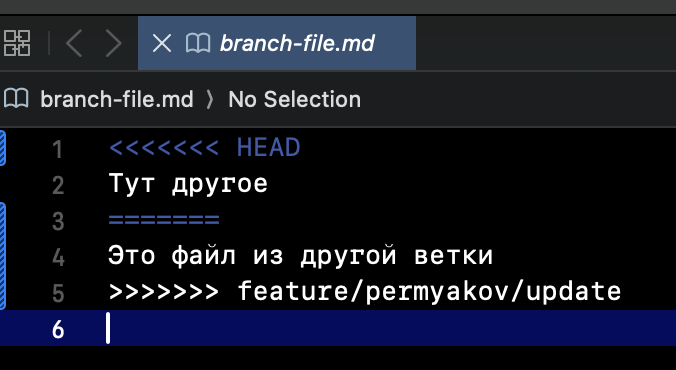 branch-file.md
branch-file.md 〉 No Selection
1 <<<<<<< HEAD
2 Тут другое
3 =======
4 Это файл из другой ветки
5 >>>>>>> feature/permyakov/update
6